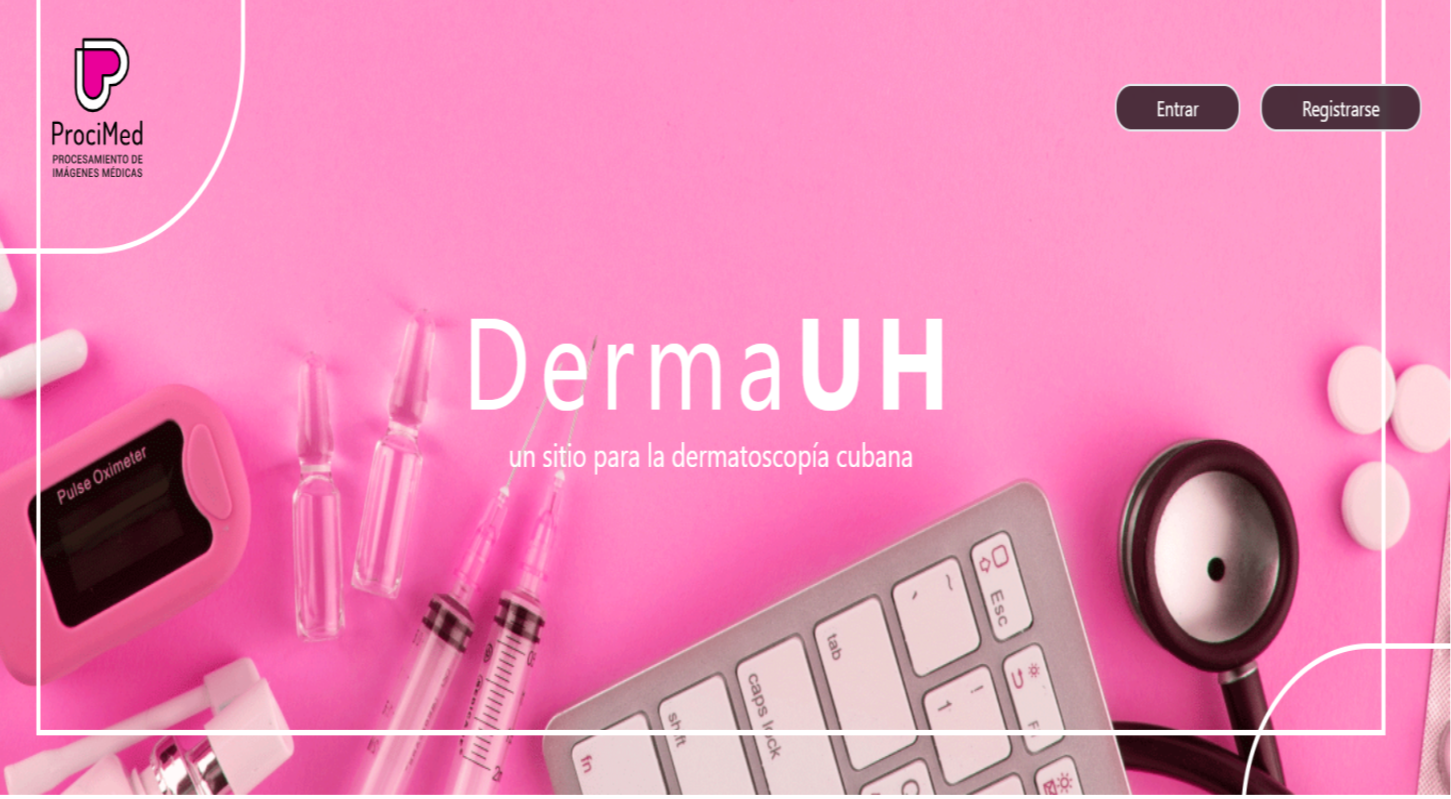 ProciMed
PROCESAMIENTO DE
IMÁGENES MÉDICAS
Entrar
Registrarse
DermaUH
un sitio para la dermatoscopía cubana
Pulse Oximeter
Esc
tab
caps lock
shift
fn